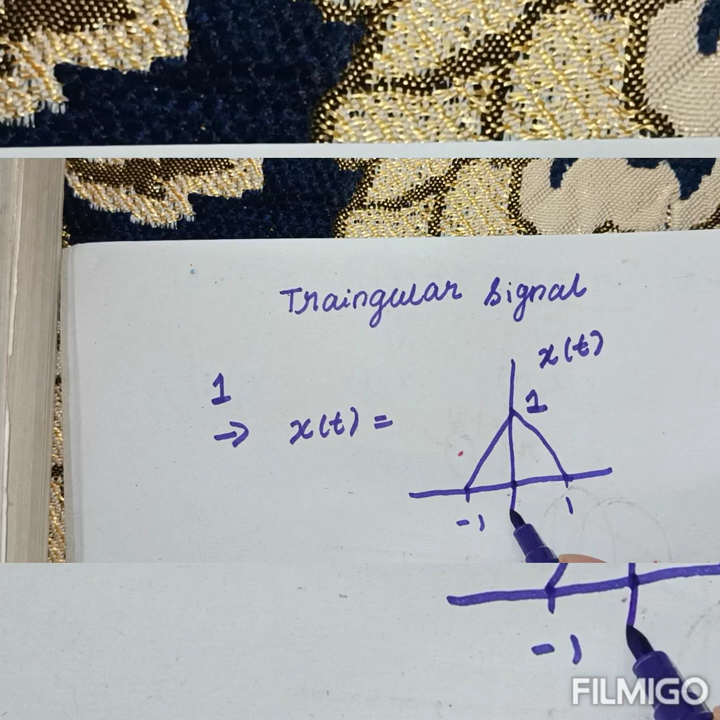 Traingular signal
x(t)
1
1
→ x(t) =
-1 1
-1
FILMIGO